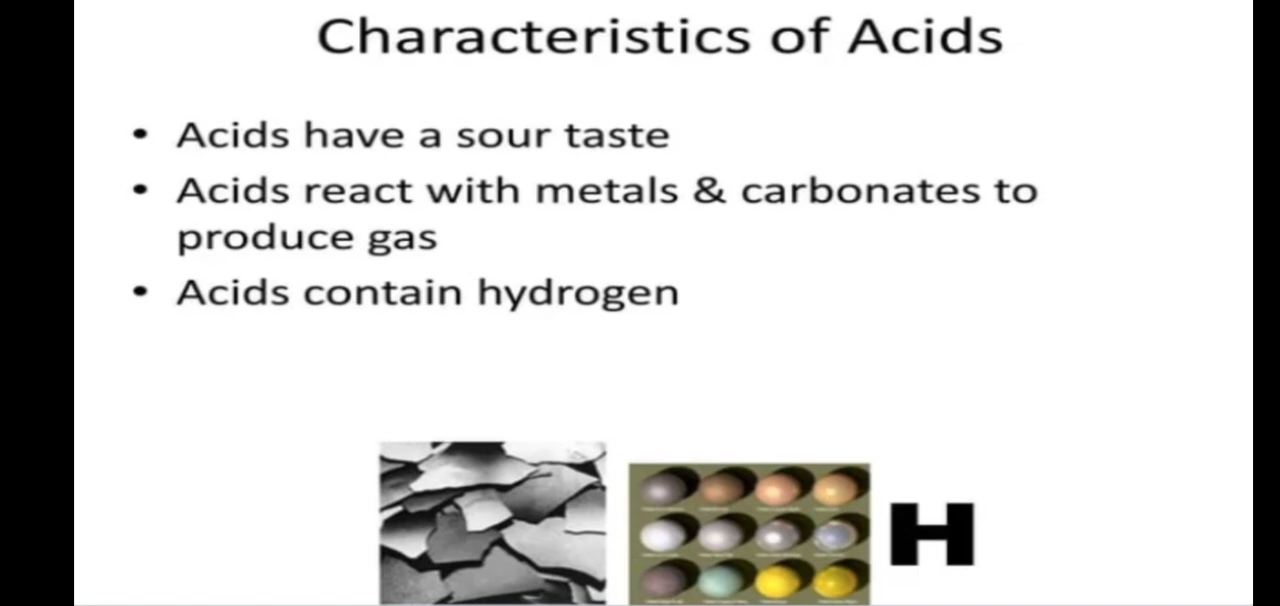 Characteristics of Acids
• Acids have a sour taste
• Acids react with metals & carbonates to
produce gas
• Acids contain hydrogen
H